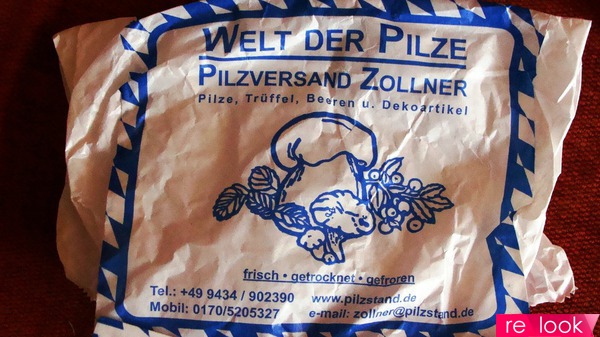 WELT DER PILZE
PILZVERSAND ZOLLNER
Pilze, Trüffel, Beeren u. Dekoartikel
frisch • getrocknet • gefroren
Tel.: +49 9434 / 902390 www.pilzstand.de
Mobil: 0170/5205327 e-mail: zollner@pilzstand.de
re look